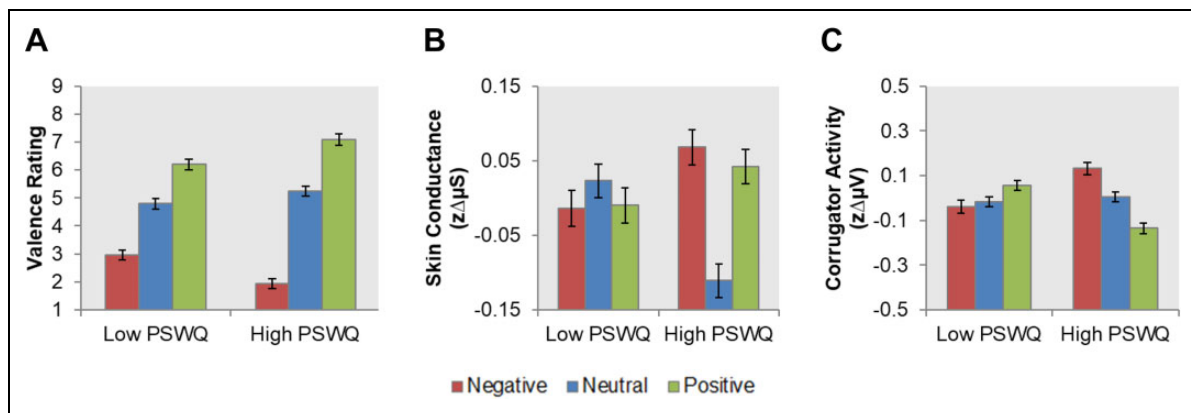 A
B
C
Valence Rating
9
8
7
6
5
4
3
2
1
Low PSWQ
High PSWQ
Skin Conductance
(zΔµS)
0.15
0.05
-0.05
-0.15
Low PSWQ
High PSWQ
Corrugator Activity
(zΔµV)
0.5
0.3
0.1
-0.1
-0.3
-0.5
Low PSWQ
High PSWQ
Negative
Neutral
Positive